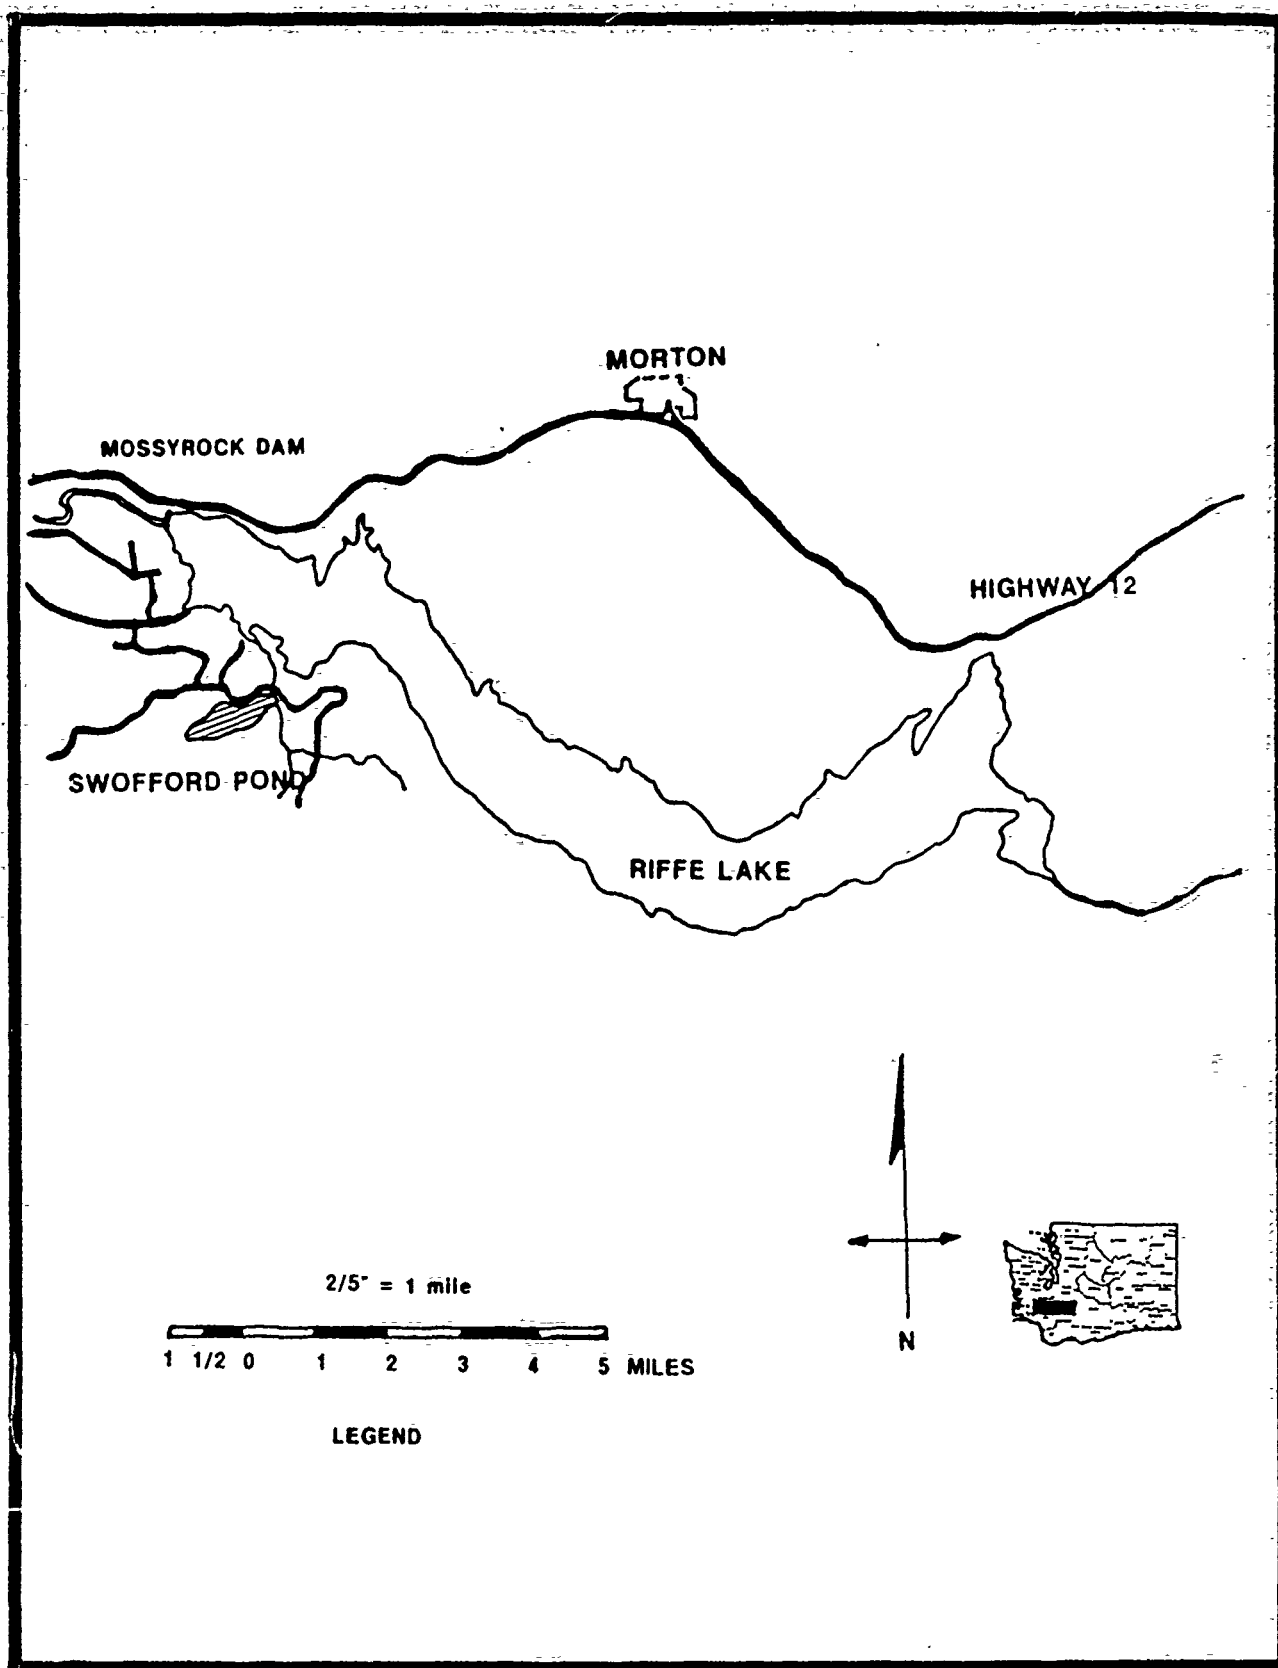 MORTON
MOSSYROCK DAM
HIGHWAY 12
SWOFFORD POND
RIFFE LAKE
2/5" = 1 mile
1 1/2 0 1 2 3 4 5 MILES
N
LEGEND